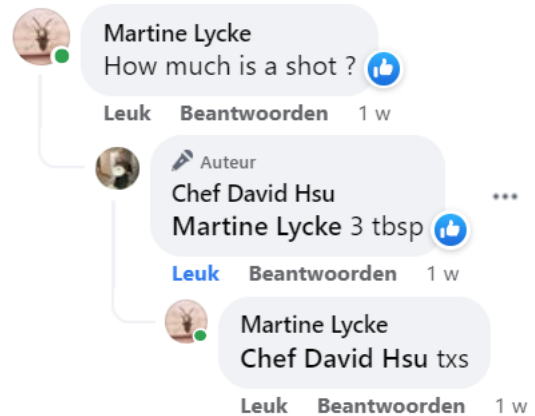 Martine Lycke
How much is a shot ?
Leuk Beantwoorden 1 w
Auteur
Chef David Hsu
Martine Lycke 3 tbsp
Leuk Beantwoorden 1 w
Martine Lycke
Chef David Hsu txs
Leuk Beantwoorden 1 w